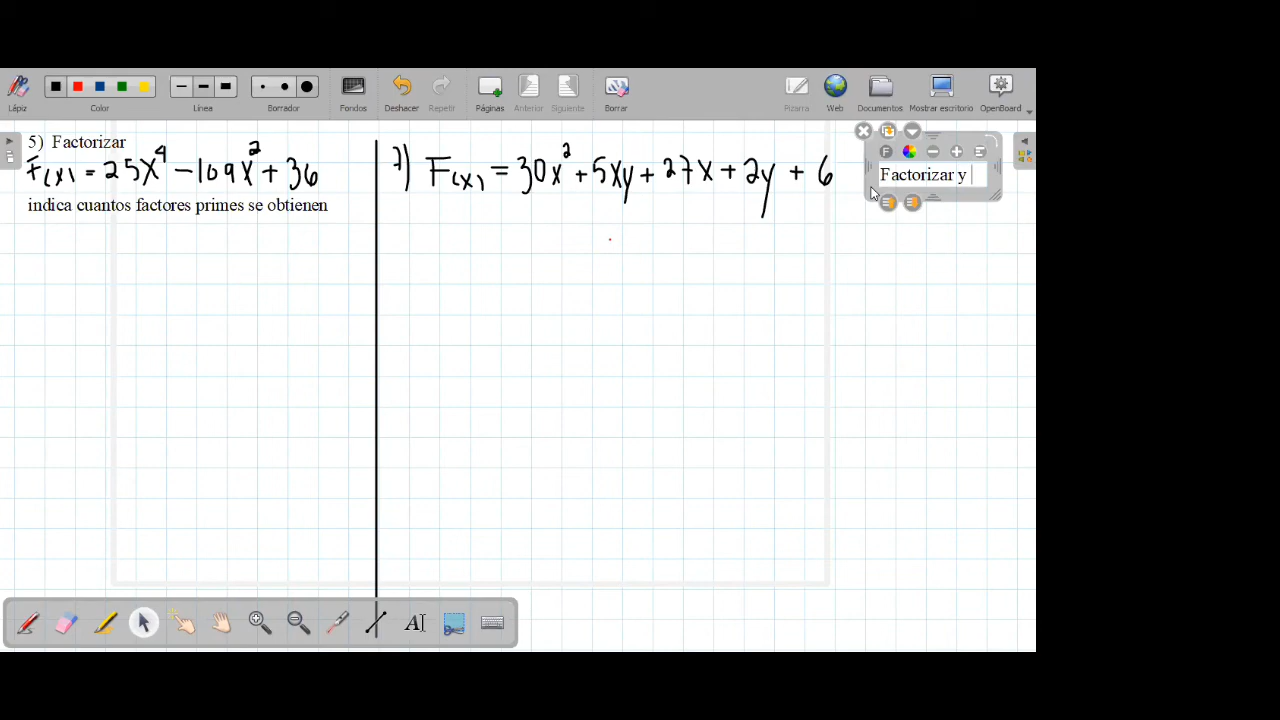 Lápiz Color Línea Borrador Fondos Deshacer Repetir Páginas Anterior Siguiente Borrar Pizarra Web Documentos Mostrar escritorio OpenBoard
5) Factorizar
F(x) = 25x⁴ - 109x² + 36
indica cuantos factores primes se obtienen
7) F(x) = 30x² + 5xy + 27x + 2y + 6
F
Factorizar y
A